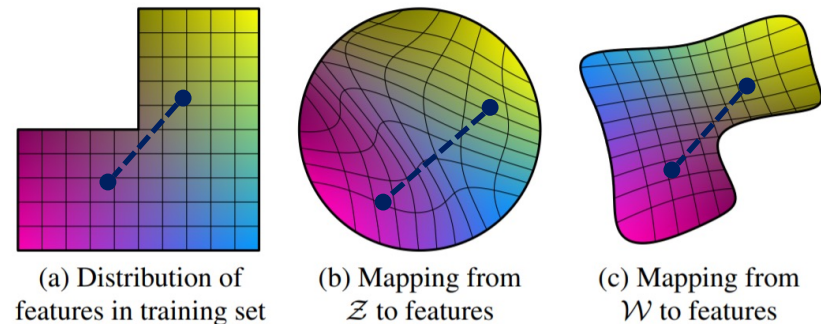 (a) Distribution of
features in training set
(b) Mapping from
𝒵 to features
(c) Mapping from
𝒲 to features